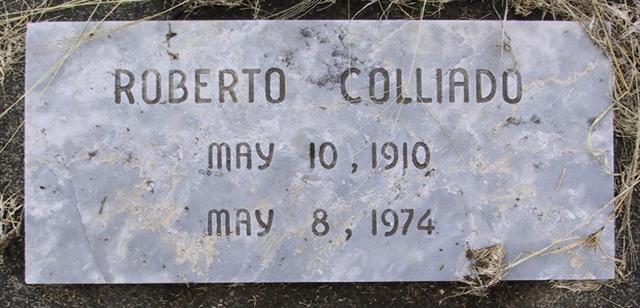 ROBERTO COLLIADO
MAY 10, 1910
MAY 8, 1974